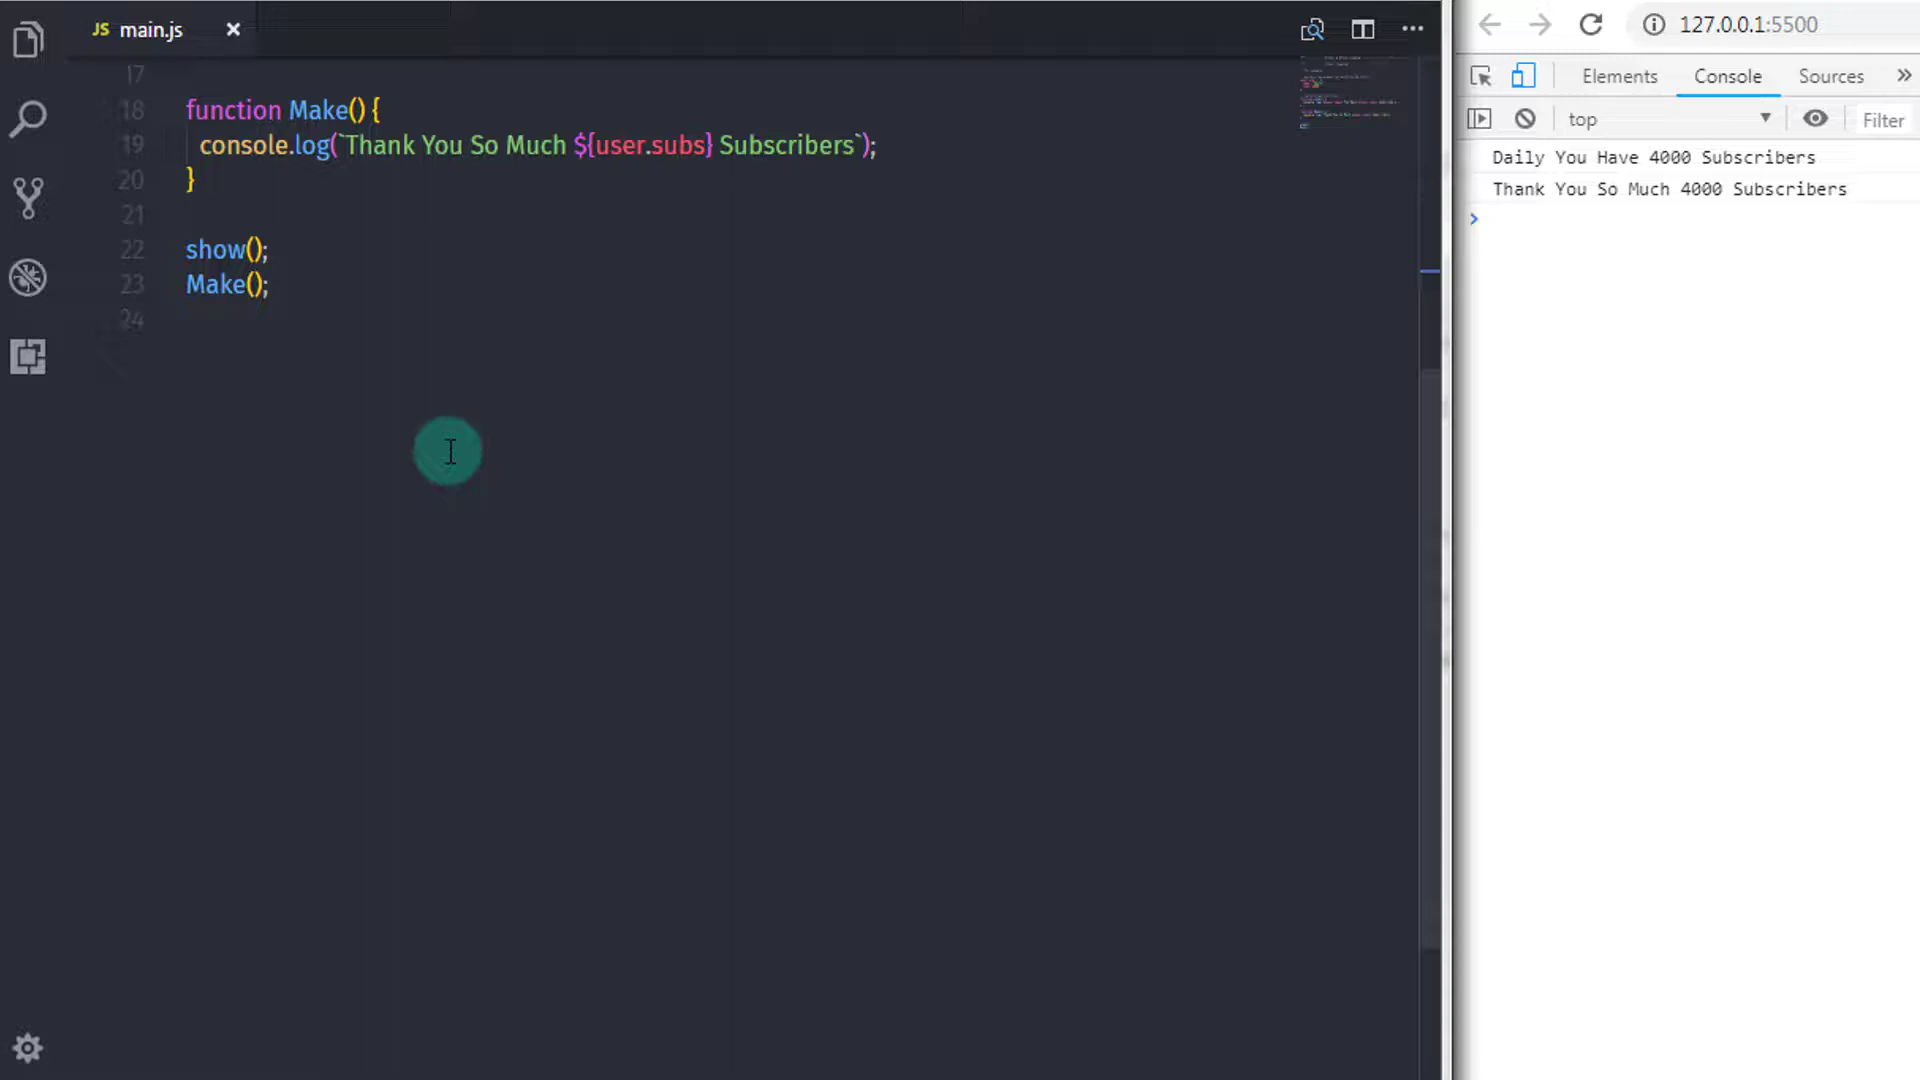 JS main.js ×
127.0.0.1:5500
Elements Console Sources »
top Filter
17
18 function Make() {
19 console.log(`Thank You So Much ${user.subs} Subscribers`);
20 }
21
22 show();
23 Make();
24
Daily You Have 4000 Subscribers
Thank You So Much 4000 Subscribers